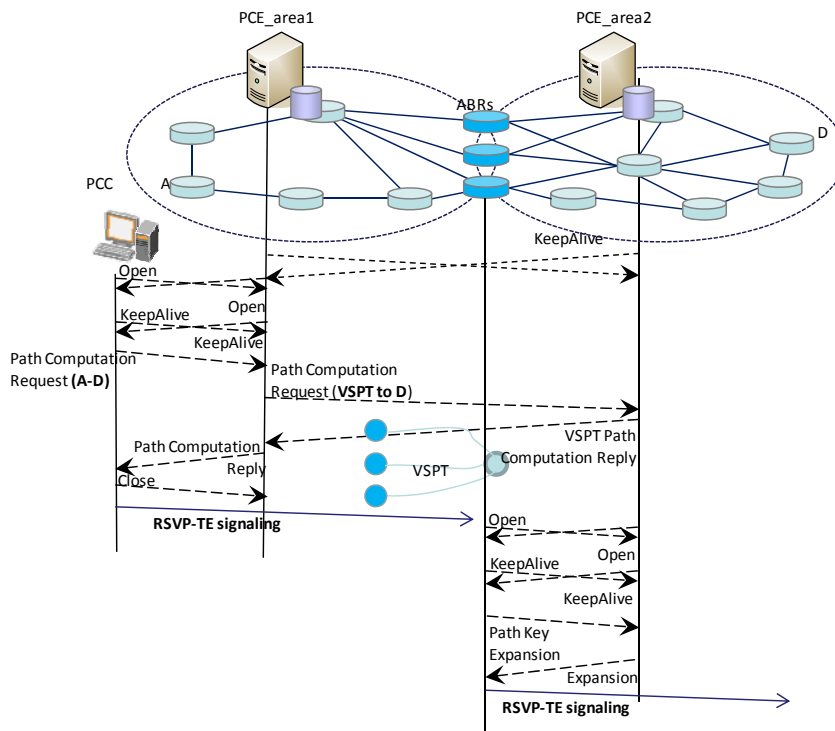 PCE_area1
PCE_area2
ABRs
D
PCC
A
KeepAlive
Open
Open
KeepAlive
KeepAlive
Path Computation
Request (A-D)
Path Computation
Request (VSPT to D)
VSPT Path
Computation Reply
Path Computation
Reply
VSPT
Close
RSVP-TE signaling
Open
Open
KeepAlive
KeepAlive
Path Key
Expansion
Expansion
RSVP-TE signaling